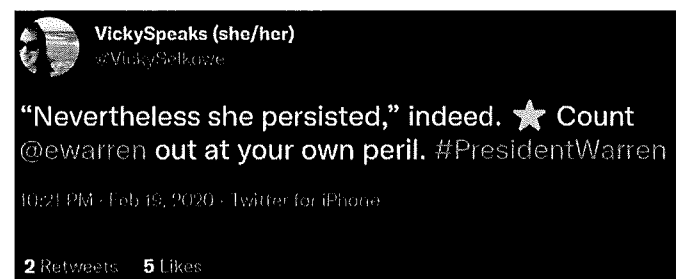 VickySpeaks (she/her)
@VickySelkowe
“Nevertheless she persisted,” indeed. ⭐ Count
@ewarren out at your own peril. #PresidentWarren
10:21 PM · Feb 19, 2020 · Twitter for iPhone
2 Retweets 5 Likes